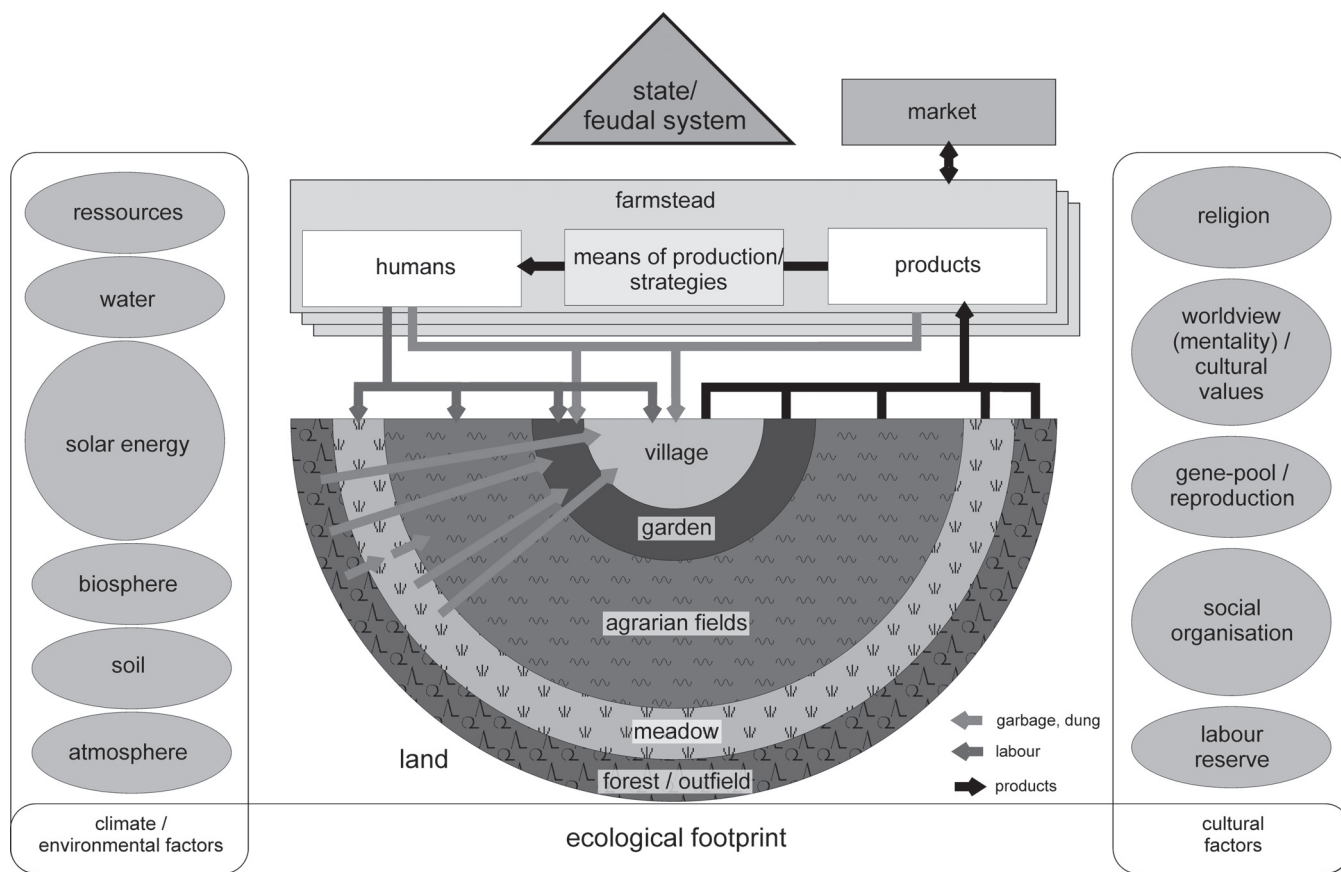 state/
feudal system
market
farmstead
humans
means of production/
strategies
products
ressources
water
solar energy
biosphere
soil
atmosphere
climate /
environmental factors
village
garden
agrarian fields
meadow
forest / outfield
land
garbage, dung
labour
products
ecological footprint
religion
worldview
(mentality) /
cultural
values
gene-pool /
reproduction
social
organisation
labour
reserve
cultural
factors